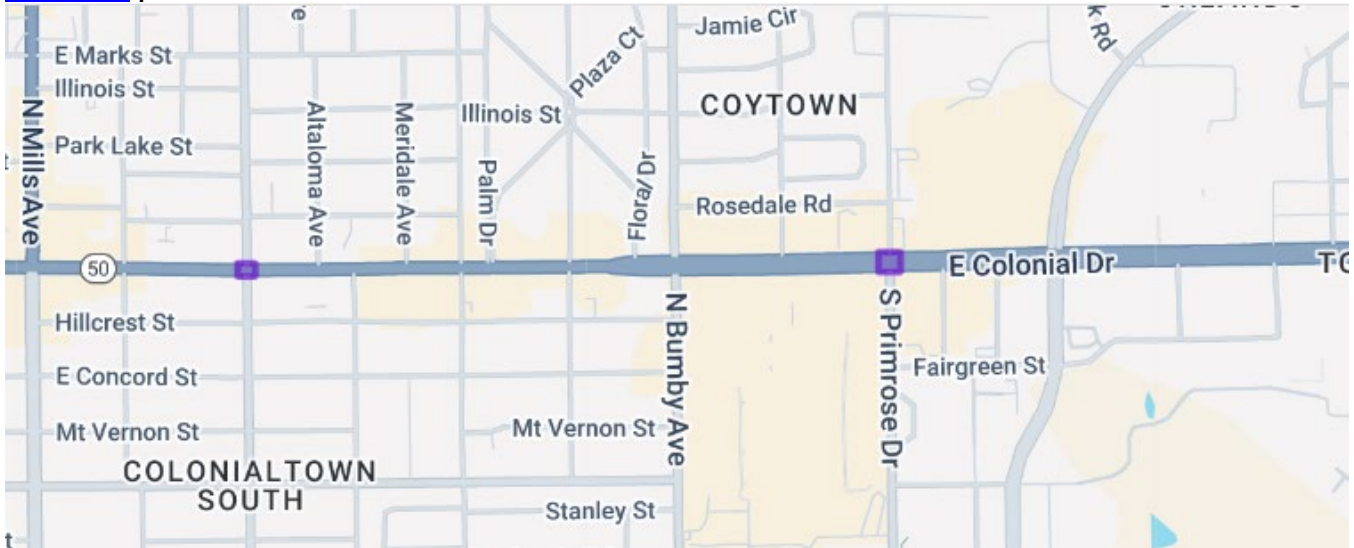 Jamie Cir
Plaza Ct
k Rd
E Marks St
Illinois St
N Mills Ave
Altaloma Ave
Meridale Ave
Illinois St
COYTOWN
Park Lake St
Palm Dr
Floral Dr
Rosedale Rd
50
E Colonial Dr
Hillcrest St
N Bumby Ave
S Primrose Dr
E Concord St
Fairgreen St
Mt Vernon St
Mt Vernon St
COLONIALTOWN
SOUTH
Stanley St